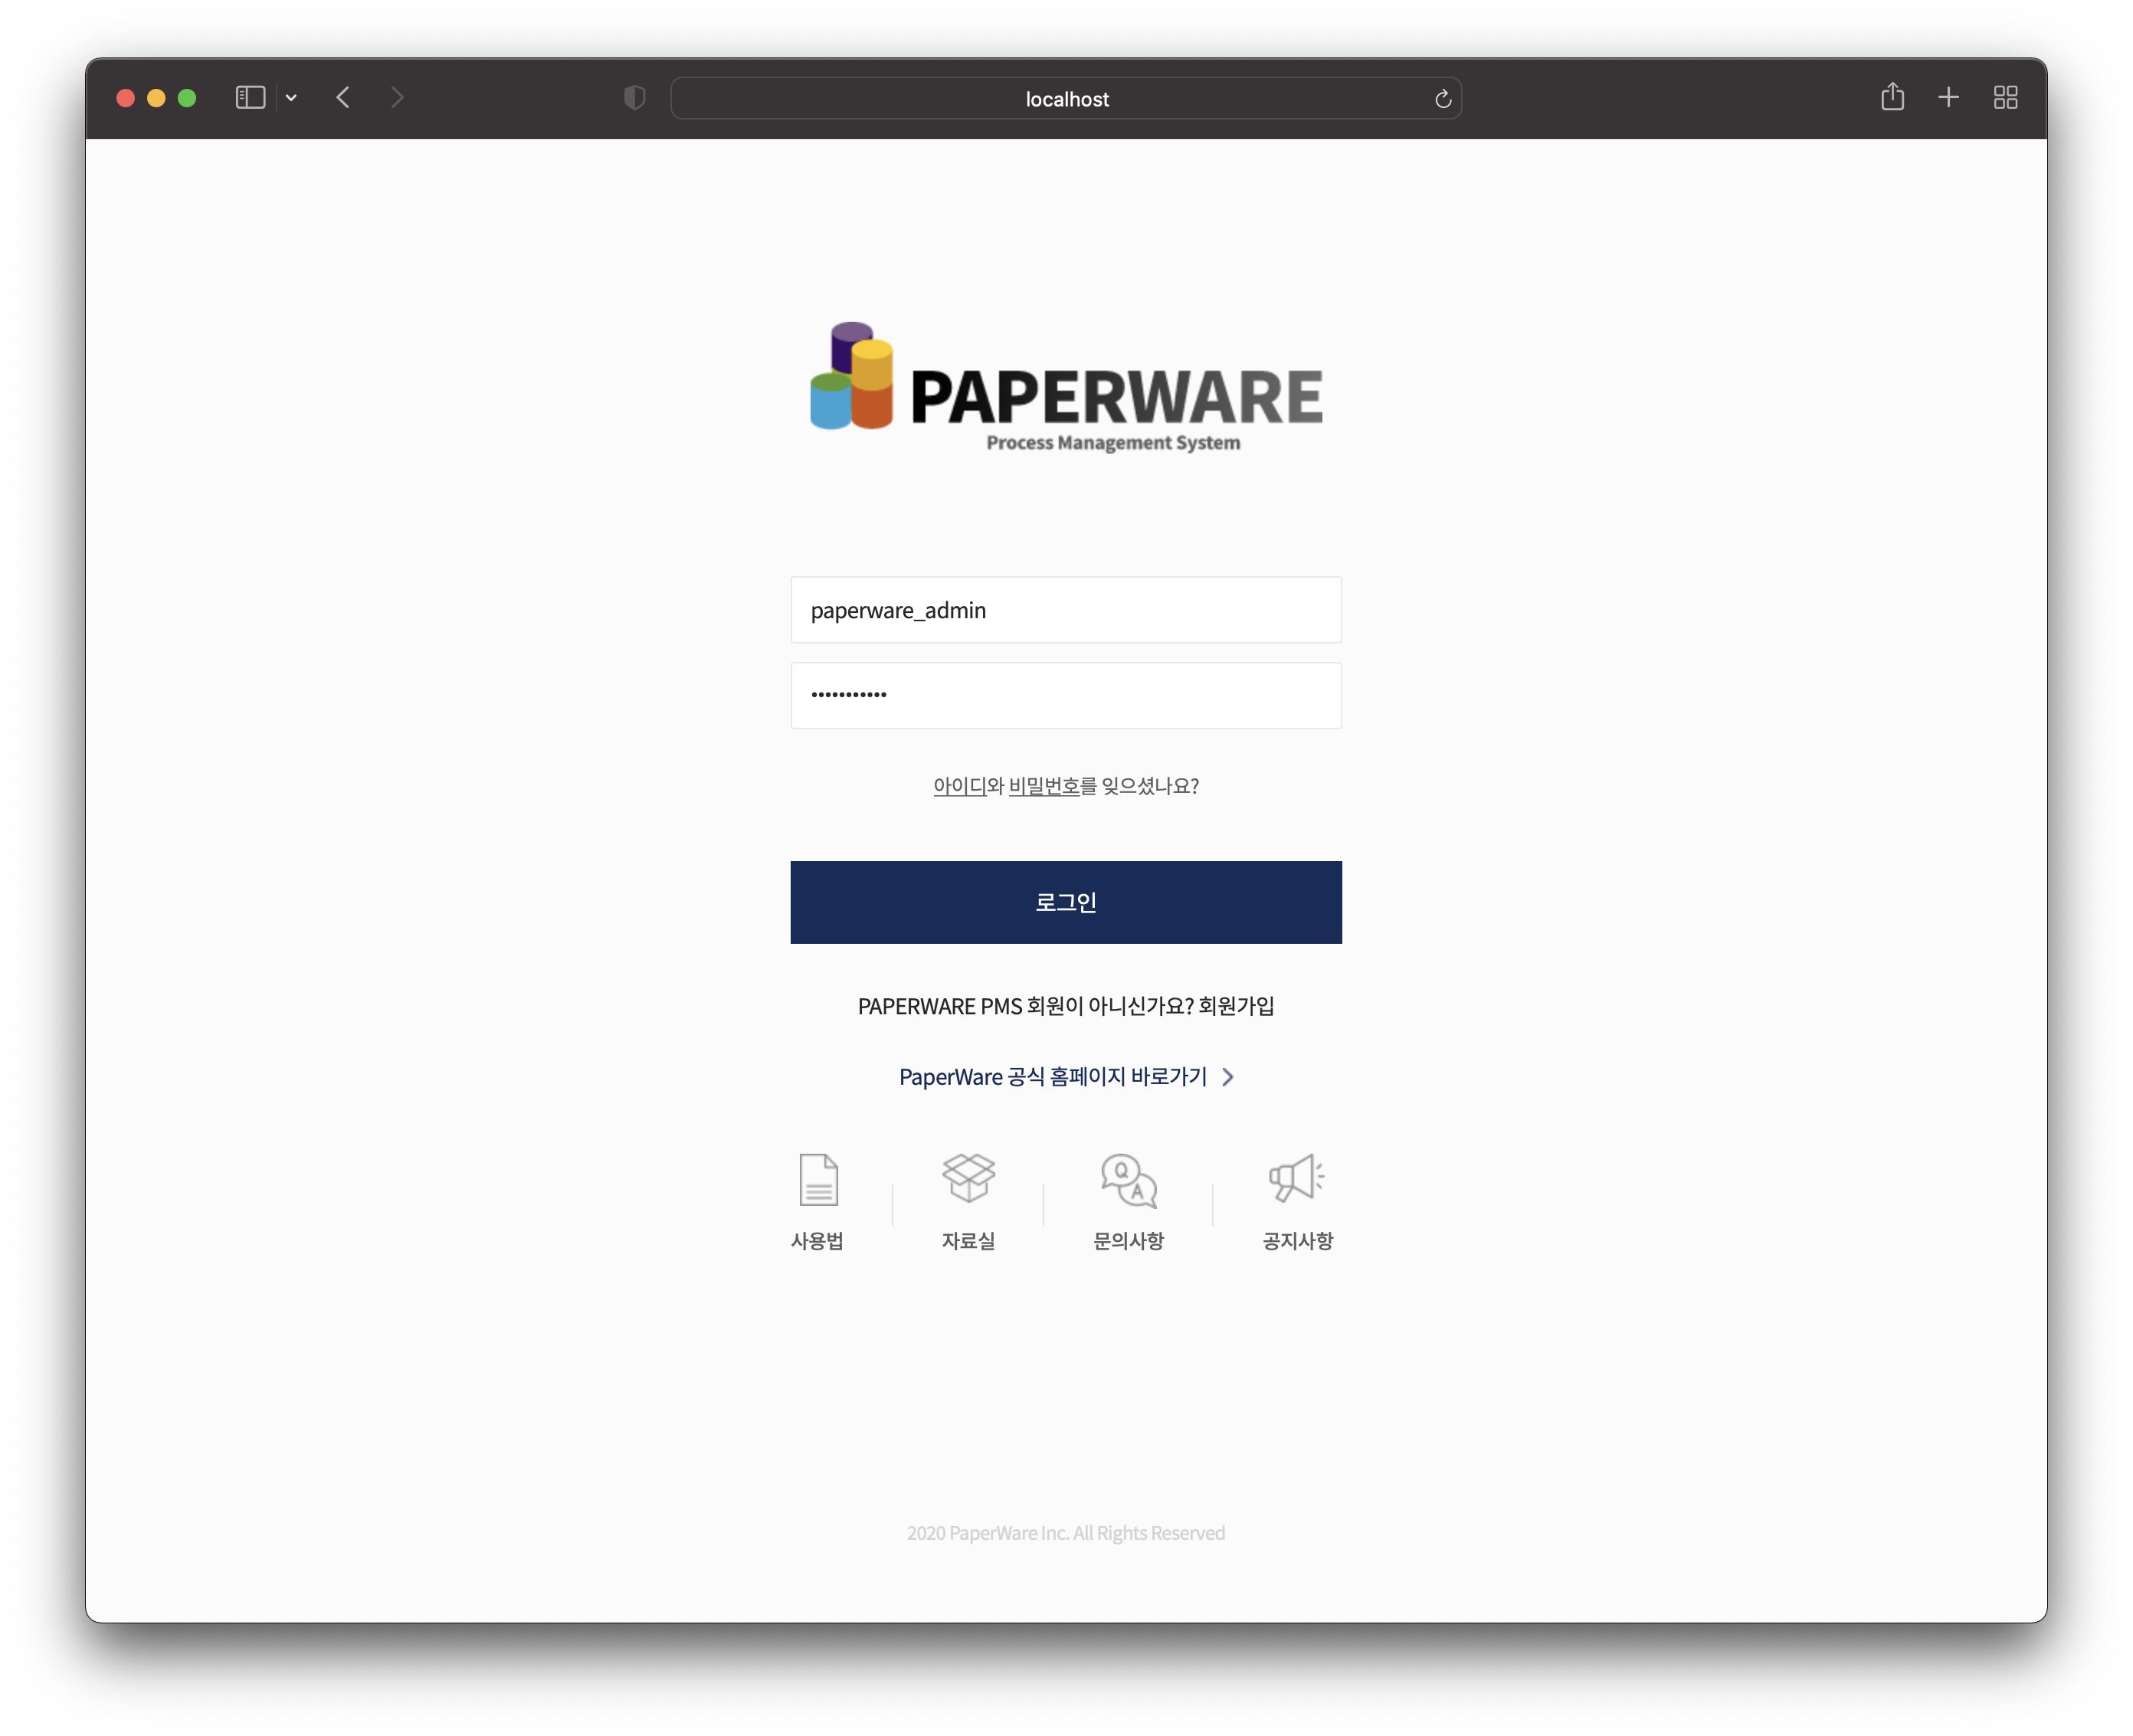 localhost
PAPERWARE
Process Management System
paperware_admin
•••••••••••
아이디와 비밀번호를 잊으셨나요?
로그인
PAPERWARE PMS 회원이 아니신가요? 회원가입
PaperWare 공식 홈페이지 바로가기
Q
A
사용법 자료실 문의사항 공지사항
2020 PaperWare Inc. All Rights Reserved